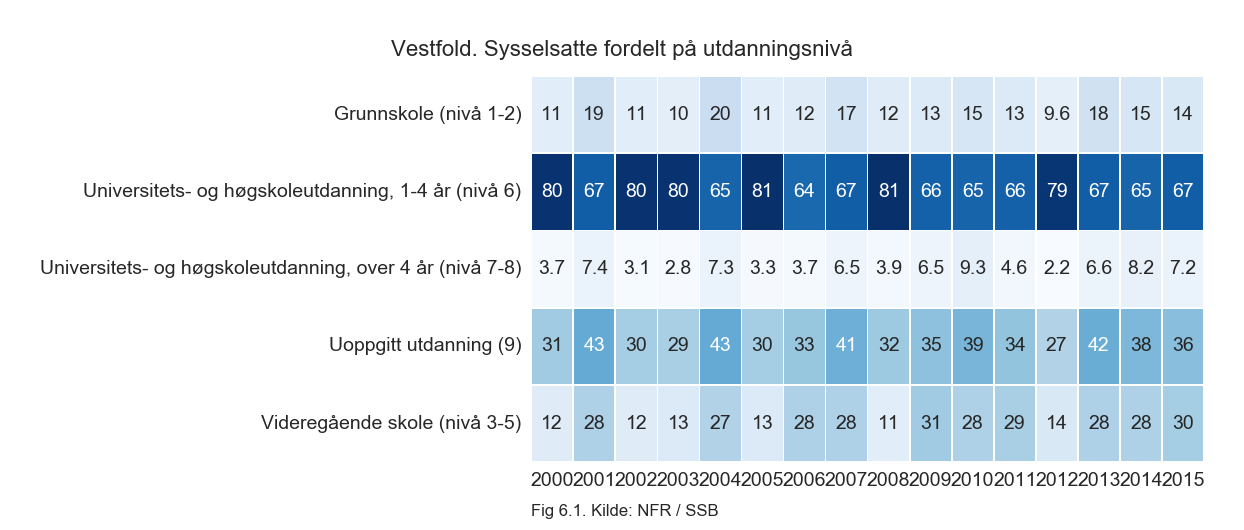 Vestfold. Sysselsatte fordelt på utdanningsnivå
Grunnskole (nivå 1-2) 11 19 11 10 20 11 12 17 12 13 15 13 9.6 18 15 14
Universitets- og høgskoleutdanning, 1-4 år (nivå 6) 80 67 80 80 65 81 64 67 81 66 65 66 79 67 65 67
Universitets- og høgskoleutdanning, over 4 år (nivå 7-8) 3.7 7.4 3.1 2.8 7.3 3.3 3.7 6.5 3.9 6.5 9.3 4.6 2.2 6.6 8.2 7.2
Uoppgitt utdanning (9) 31 43 30 29 43 30 33 41 32 35 39 34 27 42 38 36
Videregående skole (nivå 3-5) 12 28 12 13 27 13 28 28 11 31 28 29 14 28 28 30
2000 2001 2002 2003 2004 2005 2006 2007 2008 2009 2010 2011 2012 2013 2014 2015
Fig 6.1. Kilde: NFR / SSB